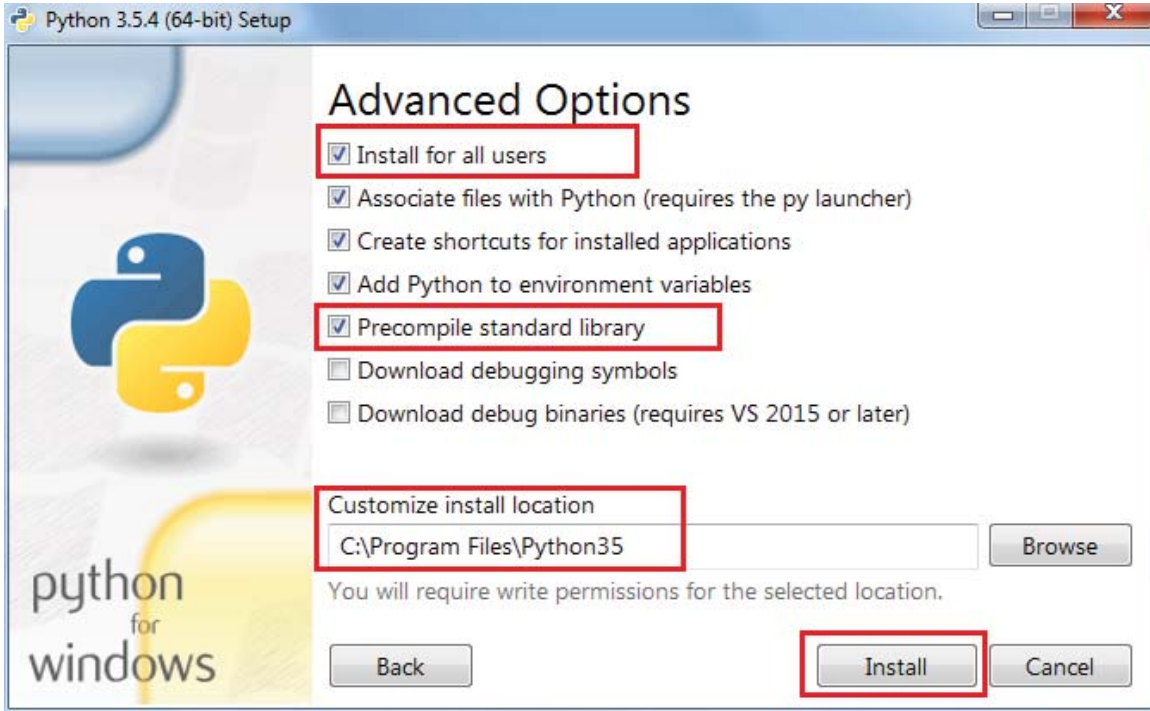 Python 3.5.4 (64-bit) Setup
Advanced Options
Install for all users
Associate files with Python (requires the py launcher)
Create shortcuts for installed applications
Add Python to environment variables
Precompile standard library
Download debugging symbols
Download debug binaries (requires VS 2015 or later)
Customize install location
C:\Program Files\Python35
Browse
You will require write permissions for the selected location.
python
for
windows
Back
Install
Cancel